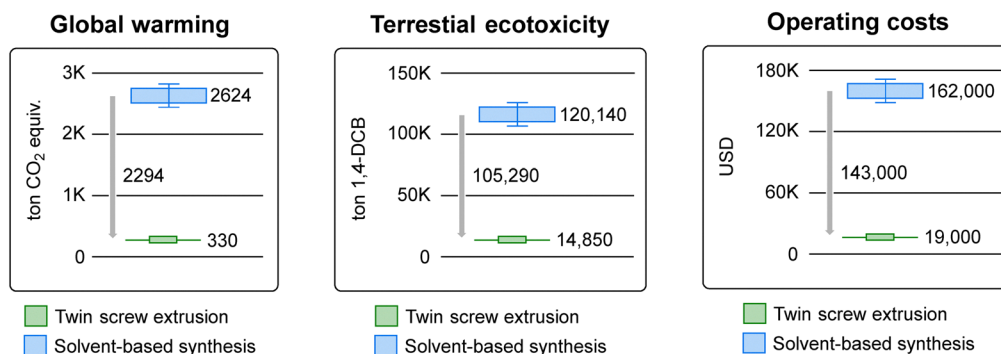 Global warming
ton CO₂ equiv.
3K
2K
1K
0
2624
2294
330
Twin screw extrusion
Solvent-based synthesis
Terrestial ecotoxicity
ton 1,4-DCB
150K
100K
50K
0
120,140
105,290
14,850
Twin screw extrusion
Solvent-based synthesis
Operating costs
USD
180K
120K
60K
0
162,000
143,000
19,000
Twin screw extrusion
Solvent-based synthesis